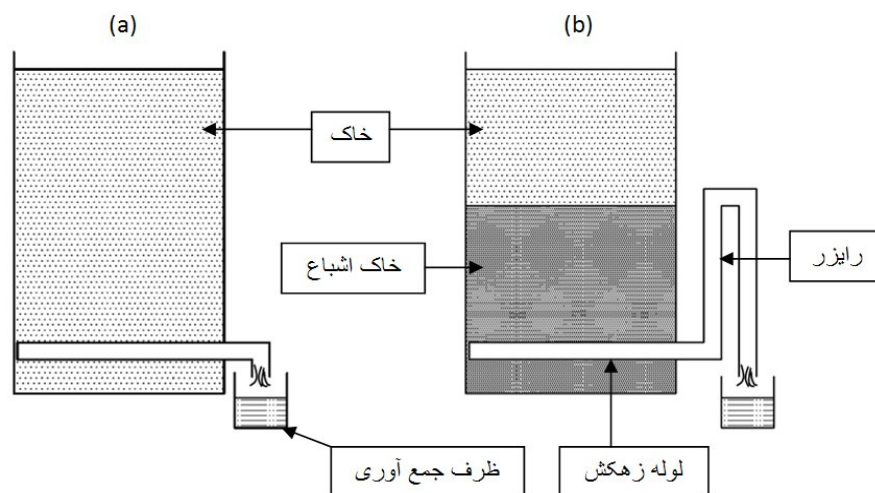 (a)
(b)
خاک
رایزر
خاک اشباع
ظرف جمع آوری
لوله زهکش